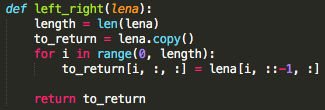 def left_right(lena):
    length = len(lena)
    to_return = lena.copy()
    for i in range(0, length):
        to_return[i, :, :] = lena[i, ::-1, :]

    return to_return